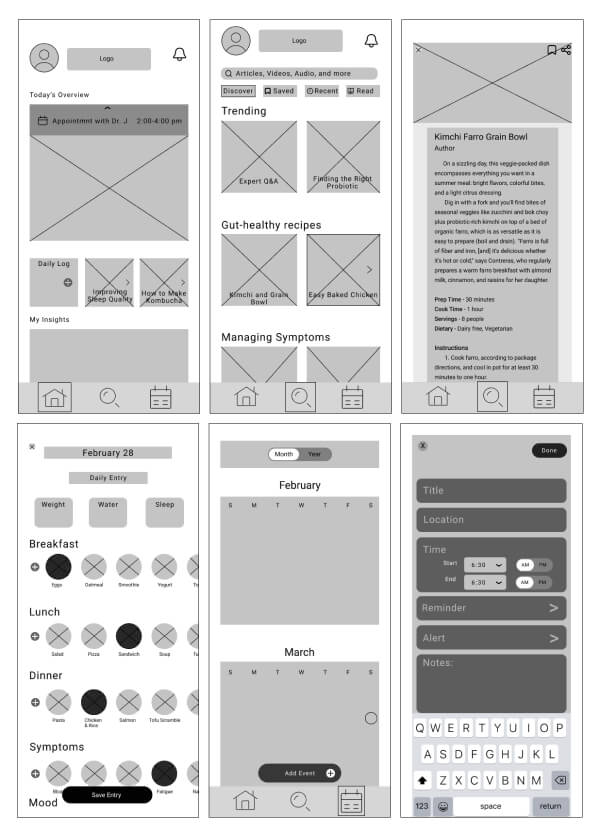 Logo
Today's Overview
Appointmnt with Dr. J 2:00-4:00 pm
Daily Log
Improving
Sleep Quality
How to Make
Kombucha
My Insights
Logo
Articles, Videos, Audio, and more
Discover Saved Recent Read
Trending
Expert Q&A
Finding the Right
Probiotic
Gut-healthy recipes
Kimchi and Grain
Bowl
Easy Baked Chicken
Managing Symptoms
Kimchi Farro Grain Bowl
Author
On a sizzling day, this veggie-packed dish
encompasses everything you want in a
summer meal: bright flavors, colorful bites,
and a light citrus dressing.
Dig in with a fork and you'll find bites of
seasonal veggies like zucchini and bok choy
plus probiotic-rich kimchi on top of a bed of
organic farro, which is as versatile as it is
easy to prepare (boil and drain). "Farro is full
of fiber and iron, [and] it's delicious whether
it's hot or cold," says Contreras, who regularly
prepares a warm farro breakfast with almond
milk, cinnamon, and raisins for her daughter.
Prep Time - 30 minutes
Cook Time - 1 hour
Servings - 8 people
Dietary - Dairy free, Vegetarian
Instructions
1. Cook farro, according to package
directions, and cool in pot for at least 30
minutes to one hour.
February 28
Daily Entry
Weight Water Sleep
Breakfast
Eggs Oatmeal Smoothie Yogurt
Lunch
Salad Pizza Sandwich Soup
Dinner
Pasta Chicken
& Rice Salmon Tofu Scramble
Symptoms
Fatigue
Mood
Save Entry
Month Year
February
S M T W T F S
March
S M T W T F S
Add Event
X Done
Title
Location
Time
Start 6:30 AM PM
End 6:30 AM PM
Reminder >
Alert >
Notes:
Q W E R T Y U I O P
A S D F G H J K L
Z X C V B N M
123 space return